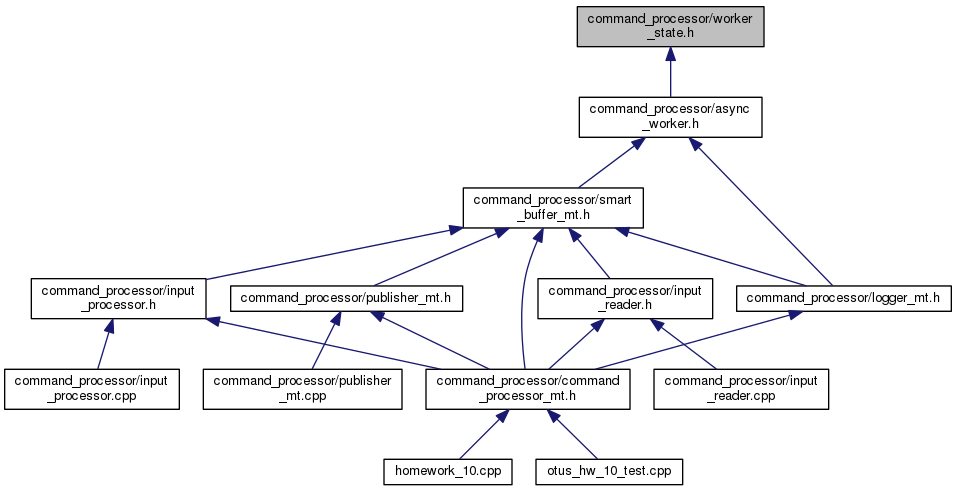 command_processor/worker
_state.h
command_processor/async
_worker.h
command_processor/smart
_buffer_mt.h
command_processor/input
_processor.h
command_processor/publisher_mt.h
command_processor/input
_reader.h
command_processor/logger_mt.h
command_processor/input
_processor.cpp
command_processor/publisher
_mt.cpp
command_processor/command
_processor_mt.h
command_processor/input
_reader.cpp
homework_10.cpp
otus_hw_10_test.cpp